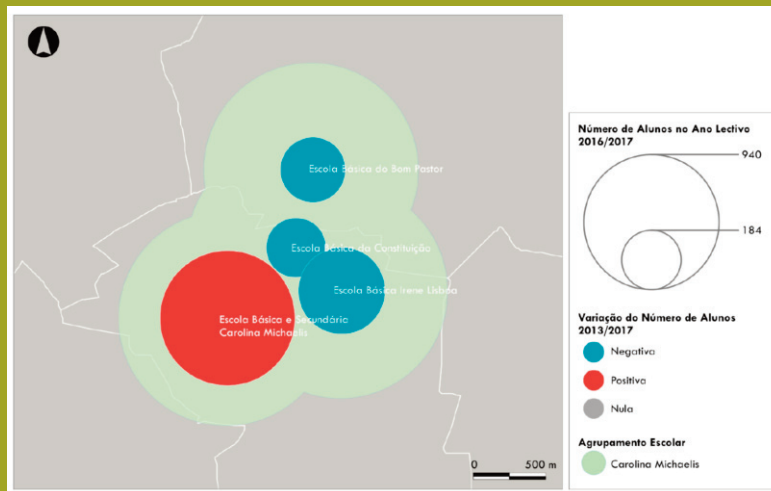 Escola Básica do Bom Pastor
Escola Básica da Constituição
Escola Básica Irene Lisboa
Escola Básica e Secundária
Carolina Michaelis
0 500 m
Número de Alunos no Ano Lectivo
2016/2017
940
184
Variação do Número de Alunos
2013/2017
Negativa
Positiva
Nula
Agrupamento Escolar
Carolina Michaelis